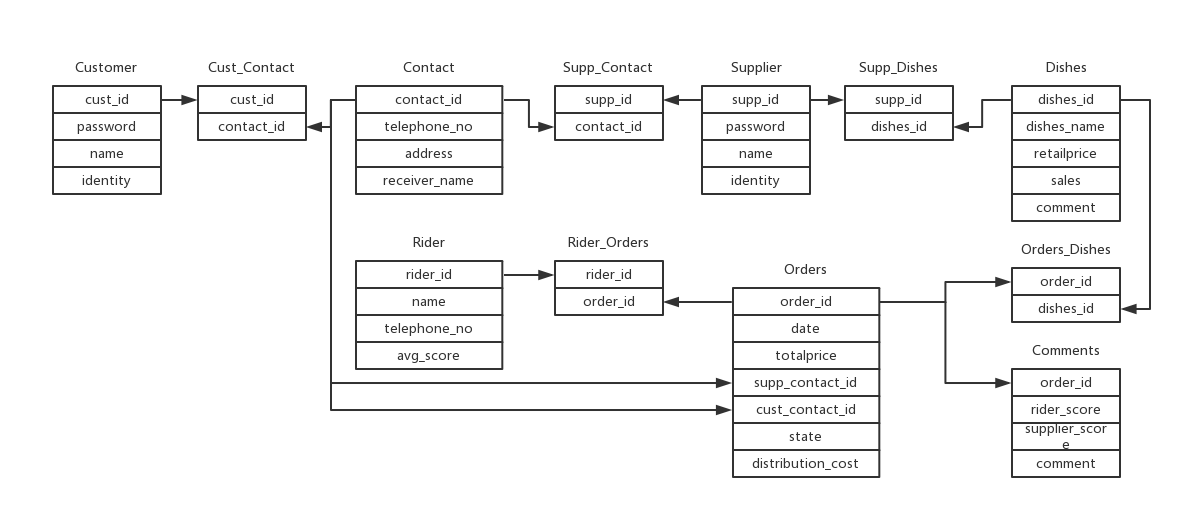 Customer
cust_id
password
name
identity
Cust_Contact
cust_id
contact_id
Contact
contact_id
telephone_no
address
receiver_name
Supp_Contact
supp_id
contact_id
Supplier
supp_id
password
name
identity
Supp_Dishes
supp_id
dishes_id
Dishes
dishes_id
dishes_name
retailprice
sales
comment
Rider
rider_id
name
telephone_no
avg_score
Rider_Orders
rider_id
order_id
Orders
order_id
date
totalprice
supp_contact_id
cust_contact_id
state
distribution_cost
Orders_Dishes
order_id
dishes_id
Comments
order_id
rider_score
supplier_scor
e
comment